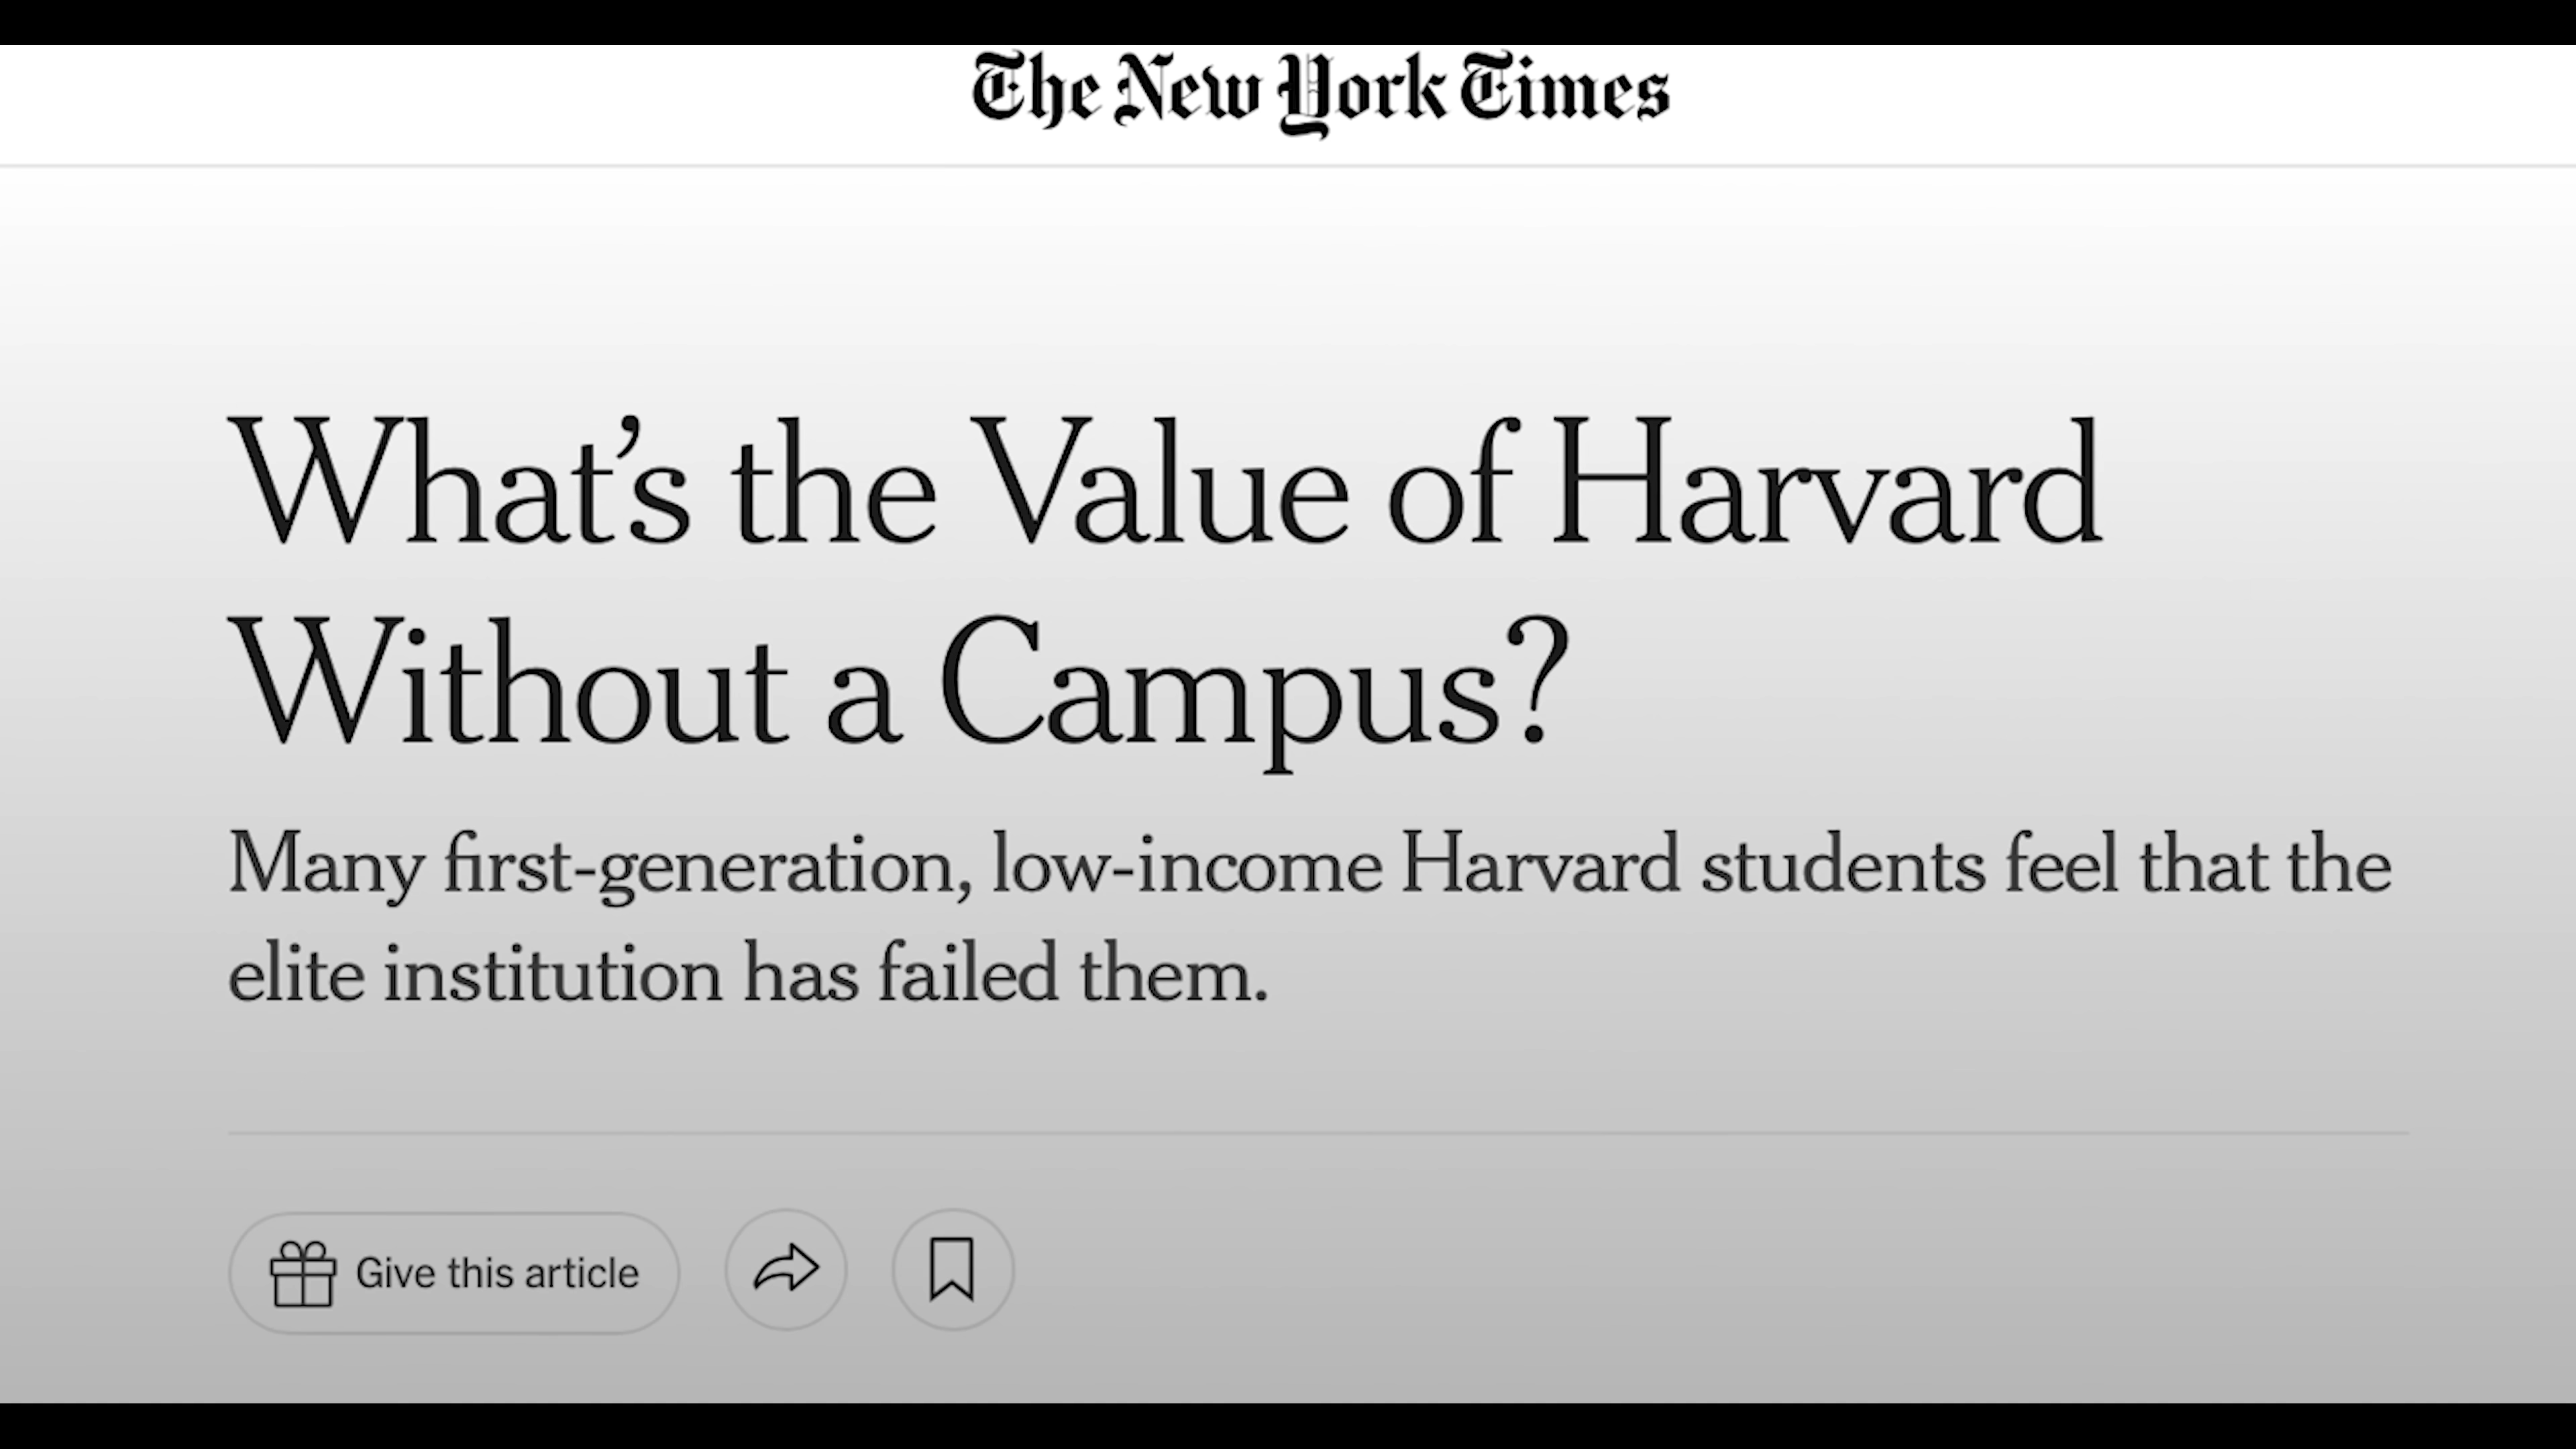 The New York Times
What’s the Value of Harvard
Without a Campus?
Many first-generation, low-income Harvard students feel that the
elite institution has failed them.
Give this article